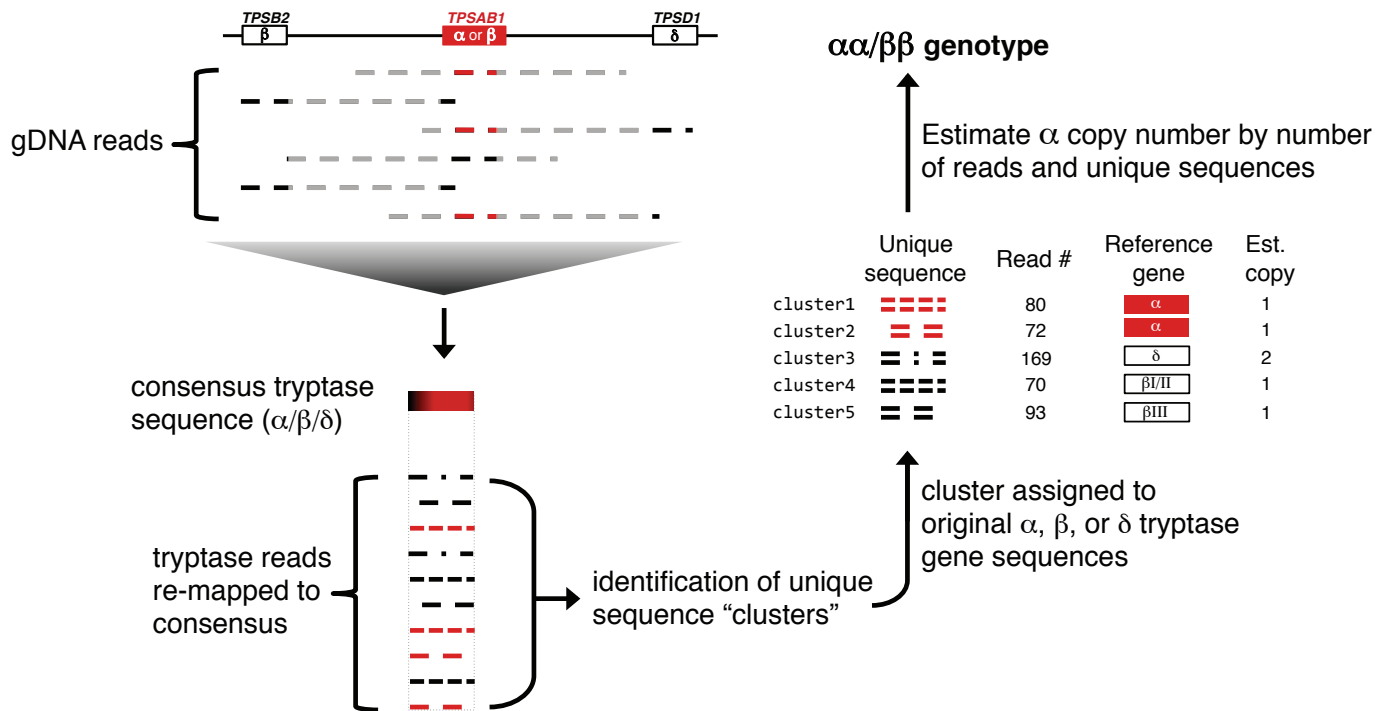 TPSB2 TPSAB1 TPSD1
β α or β δ
gDNA reads
consensus tryptase
sequence (α/β/δ)
tryptase reads
re-mapped to
consensus
identification of unique
sequence “clusters”
cluster assigned to
original α, β, or δ tryptase
gene sequences
Unique sequence Read # Reference gene Est. copy
cluster1 80 α 1
cluster2 72 α 1
cluster3 169 δ 2
cluster4 70 βI/II 1
cluster5 93 βIII 1
Estimate α copy number by number
of reads and unique sequences
αα/ββ genotype